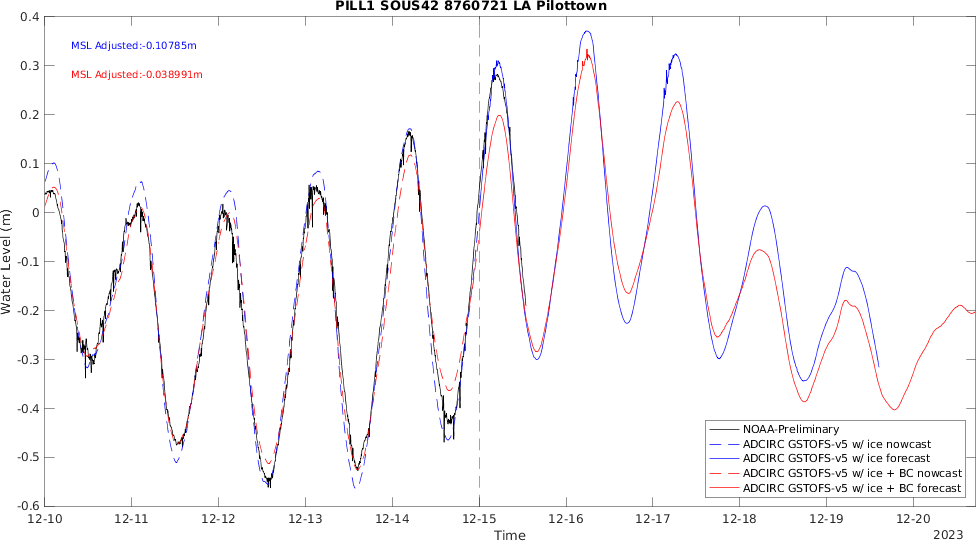 PILL1 SOUS42 8760721 LA Pilottown
MSL Adjusted:-0.10785m
MSL Adjusted:-0.038991m
0.4
0.3
0.2
0.1
0
-0.1
-0.2
-0.3
-0.4
-0.5
-0.6
Water Level (m)
NOAA-Preliminary
ADCIRC GSTOFS-v5 w/ ice nowcast
ADCIRC GSTOFS-v5 w/ ice forecast
ADCIRC GSTOFS-v5 w/ ice + BC nowcast
ADCIRC GSTOFS-v5 w/ ice + BC forecast
12-10 12-11 12-12 12-13 12-14 12-15 12-16 12-17 12-18 12-19 12-20
Time
2023